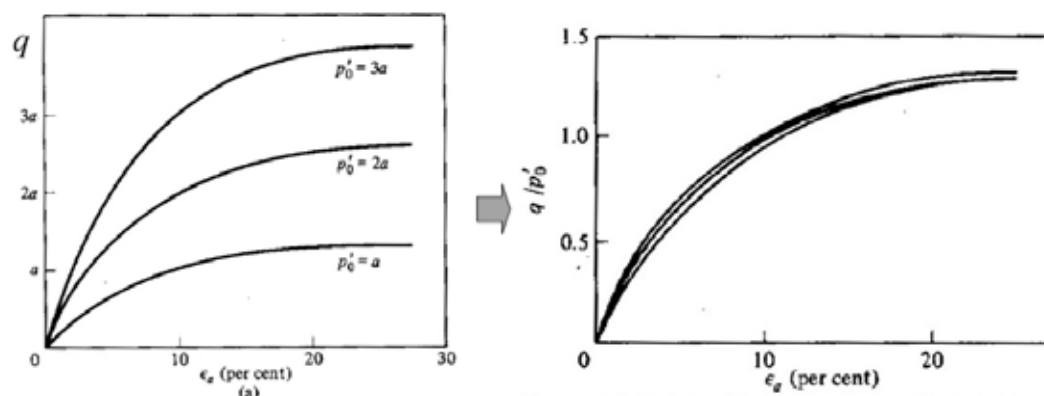 q
3a
2a
a
0
10
20
30
p′₀ = 3a
p′₀ = 2a
p′₀ = a
ϵₐ (per cent)
(a)
1.5
1.0
0.5
0
10
20
q/p′₀
ϵₐ (per cent)